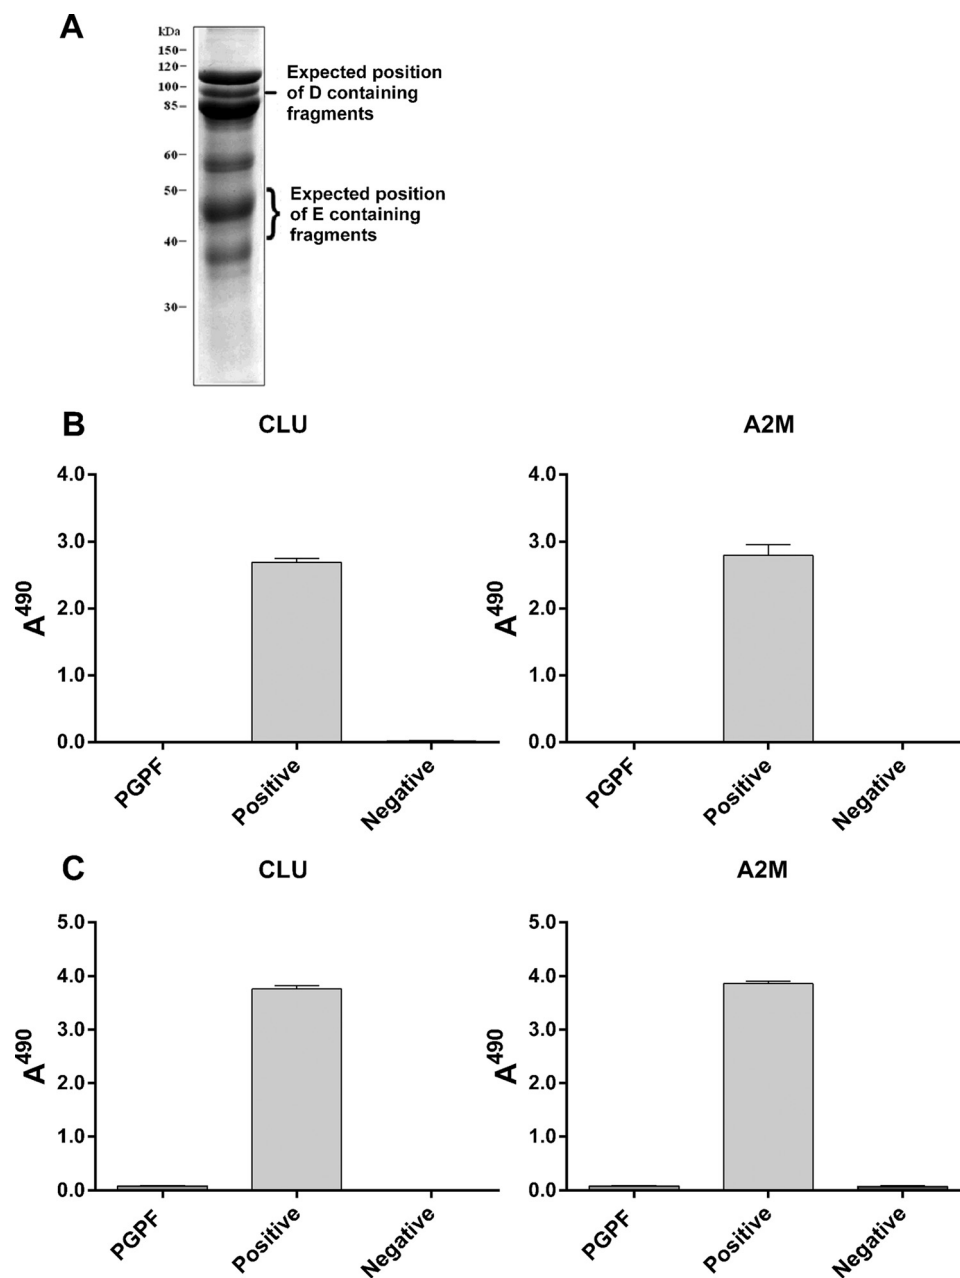 A
kDa
150
120
100
85
60
50
40
30
Expected position
of D containing
fragments
Expected position
of E containing
fragments
B
CLU
A2M
4.0
3.0
2.0
1.0
0.0
A490
PGPF
Positive
Negative
4.0
3.0
2.0
1.0
0.0
A490
PGPF
Positive
Negative
C
CLU
A2M
5.0
4.0
3.0
2.0
1.0
0.0
A490
PGPF
Positive
Negative
5.0
4.0
3.0
2.0
1.0
0.0
A490
PGPF
Positive
Negative